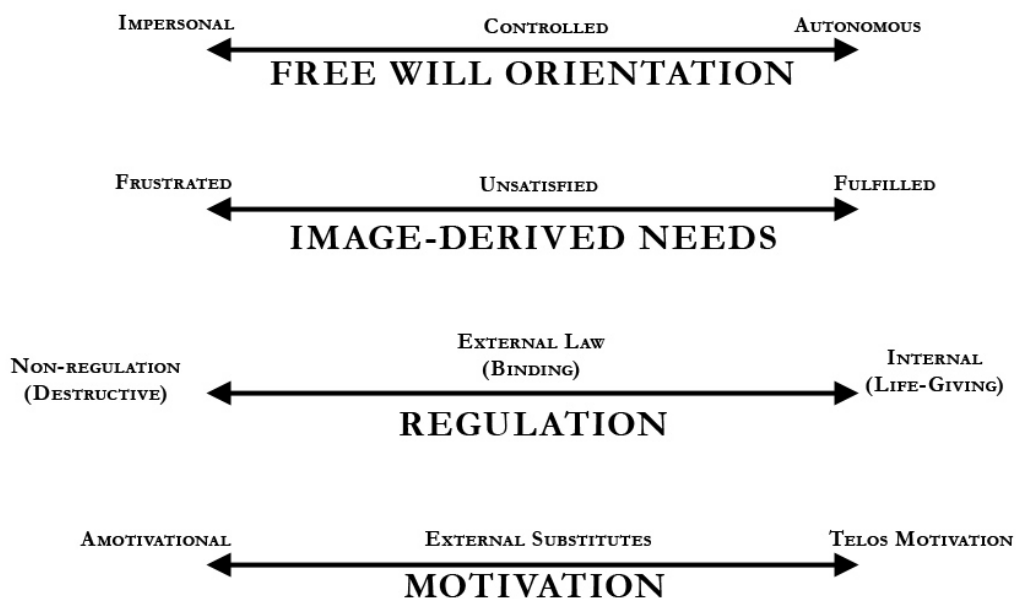 Impersonal Controlled Autonomous
FREE WILL ORIENTATION
Frustrated Unsatisfied Fulfilled
IMAGE-DERIVED NEEDS
Non-regulation
(Destructive)
External Law
(Binding)
Internal
(Life-Giving)
REGULATION
Amotivational External Substitutes Telos Motivation
MOTIVATION